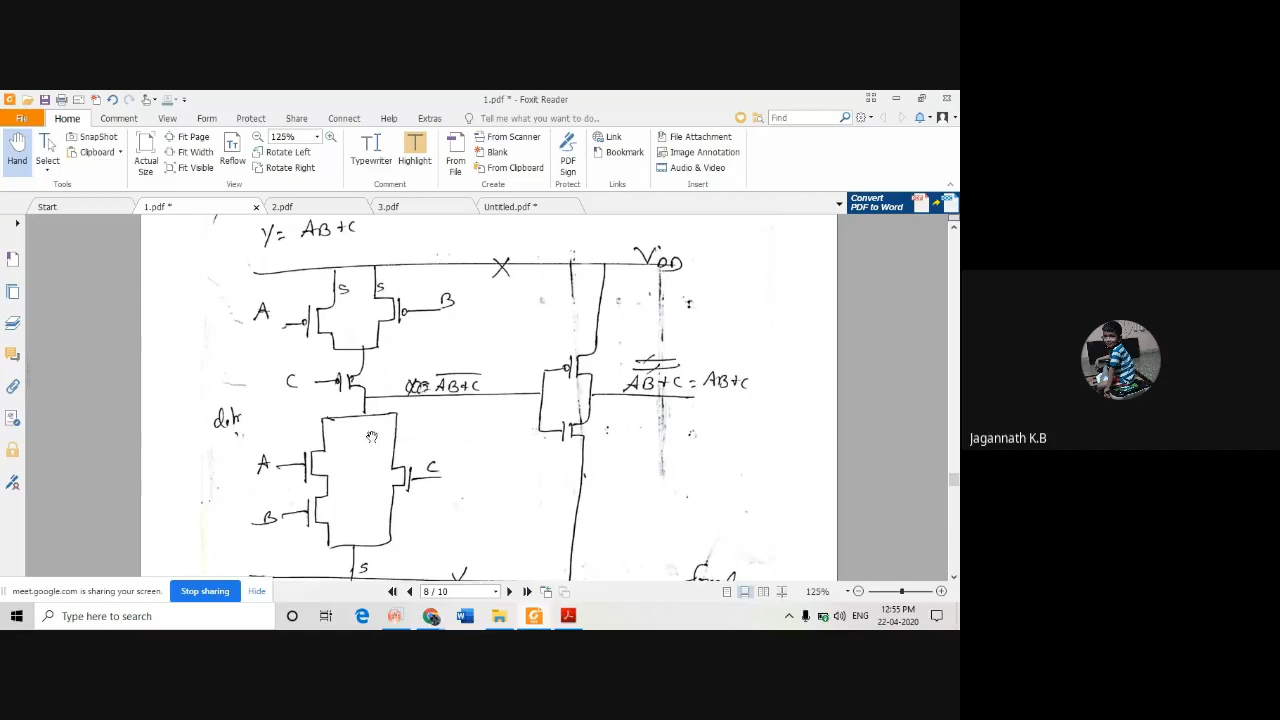 1.pdf * - Foxit Reader
File Home Comment View Form Protect Share Connect Help Extras Tell me what you want to do... Find
Hand Select SnapShot Clipboard Actual Size Fit Page Fit Width Fit Visible Reflow 125% Rotate Left Rotate Right Typewriter Highlight From File From Scanner Blank From Clipboard PDF Sign Link Bookmark File Attachment Image Annotation Audio & Video
Tools View Comment Create Protect Links Insert
Start 1.pdf * 2.pdf 3.pdf Untitled.pdf * Convert PDF to Word
Y = AB+C
VDD
S S
A B
C
AB+C
AB+C = AB+C
A C
B
S
Jagannath K.B
meet.google.com is sharing your screen. Stop sharing Hide 8 / 10 125%
Type here to search W ENG 12:55 PM
22-04-2020